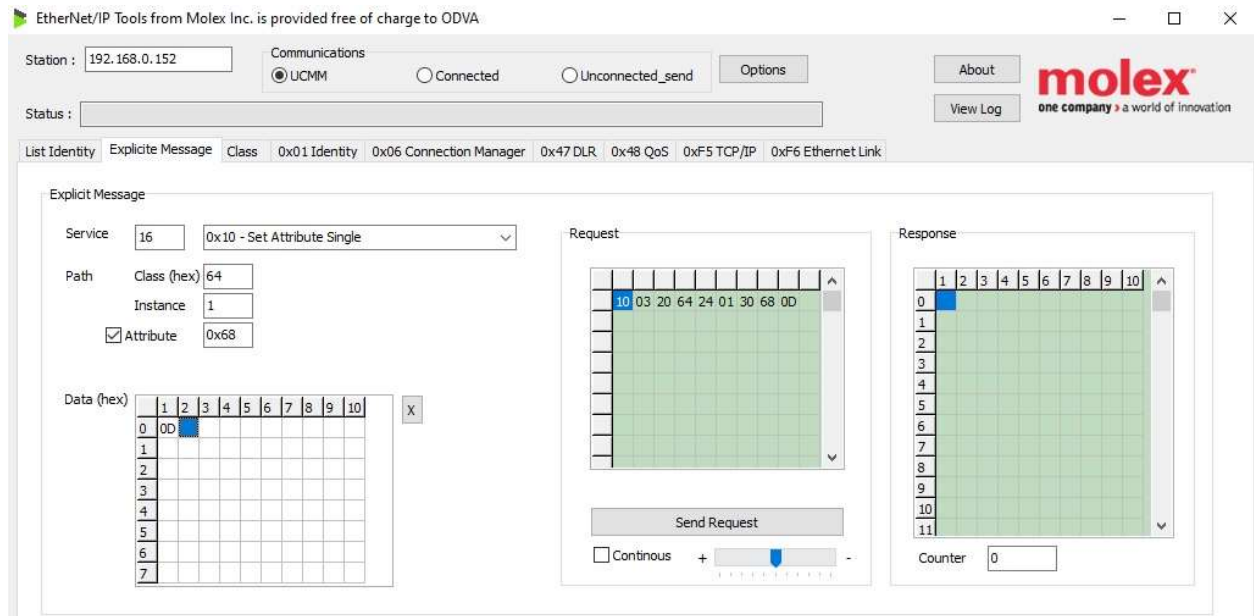 EtherNet/IP Tools from Molex Inc. is provided free of charge to ODVA
Station : 192.168.0.152
Communications
UCMM Connected Unconnected_send
Options
About
molex
one company › a world of innovation
Status :
View Log
List Identity Explicite Message Class 0x01 Identity 0x06 Connection Manager 0x47 DLR 0x48 QoS 0xF5 TCP/IP 0xF6 Ethernet Link
Explicit Message
Service 16 0x10 - Set Attribute Single
Path Class (hex) 64
Instance 1
Attribute 0x68
Data (hex)
1 2 3 4 5 6 7 8 9 10
0 0D
1
2
3
4
5
6
7
X
Request
10 03 20 64 24 01 30 68 0D
Send Request
Continous + -
Response
1 2 3 4 5 6 7 8 9 10
0
1
2
3
4
5
6
7
8
9
10
11
Counter 0